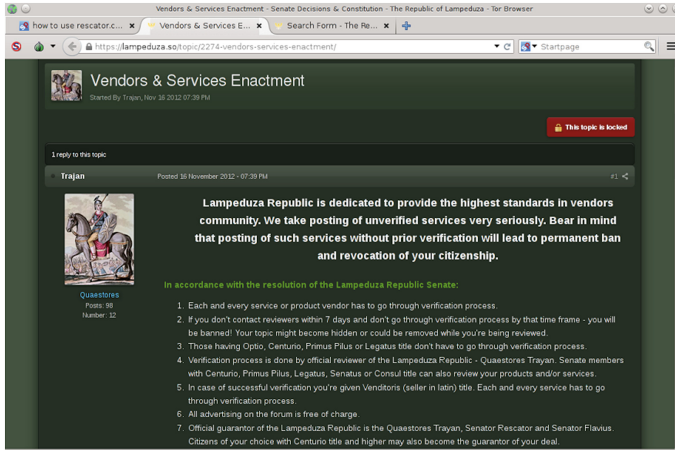 Vendors & Services Enactment - Senate Decisions & Constitution - The Republic of Lampeduza - Tor Browser
how to use rescator.c... Vendors & Services E... Search Form - The Re...
https://lampeduza.so/topic/2274-vendors-services-enactment/ Startpage
Vendors & Services Enactment
Started By Trajan, Nov 16 2012 07:39 PM
This topic is locked
1 reply to this topic
Trajan Posted 16 November 2012 - 07:39 PM #1
Lampeduza Republic is dedicated to provide the highest standards in vendors
community. We take posting of unverified services very seriously. Bear in mind
that posting of such services without prior verification will lead to permanent ban
and revocation of your citizenship.
Quaestores
Posts: 98
Number: 12
In accordance with the resolution of the Lampeduza Republic Senate:
1. Each and every service or product vendor has to go through verification process.
2. If you don't contact reviewers within 7 days and don't go through verification process by that time frame - you
will be banned! Your topic might become hidden or could be removed while you're being reviewed.
3. Those having Optio, Centurio, Primus Pilus or Legatus title don't have to go through verification process.
4. Verification process is done by official reviewer of the Lampeduza Republic - Quaestores Trayan. Senate members
with Centurio, Primus Pilus, Legatus, Senatus or Consul title can also review your products and/or services.
5. In case of successful verification you're given Venditoris (seller in latin) title. Each and every service has to go
through verification process.
6. All advertising on the forum is free of charge.
7. Official guarantor of the Lampeduza Republic is the Quaestores Trayan, Senator Rescator and Senator Flavius.
Citizens of your choice with Centurio title and higher may also become the guarantor of your deal.